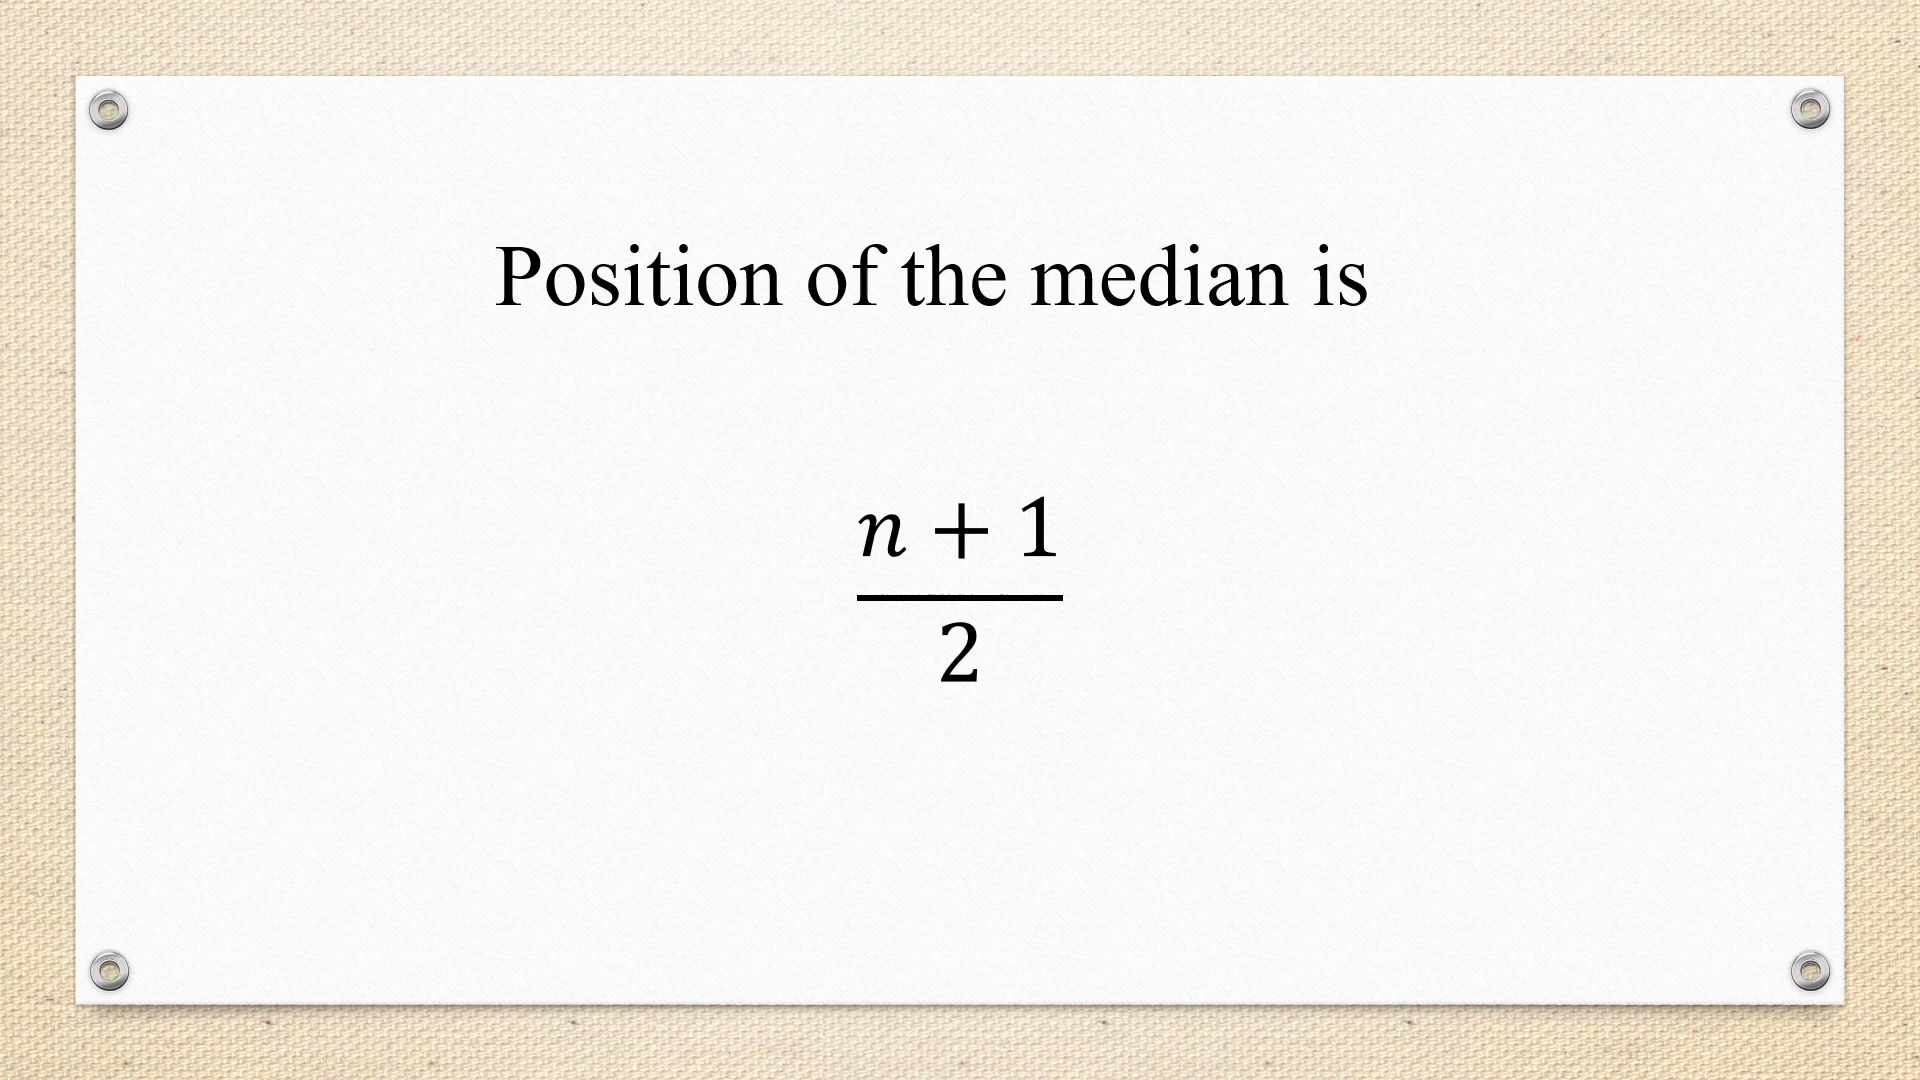 Position of the median is
n + 1
2